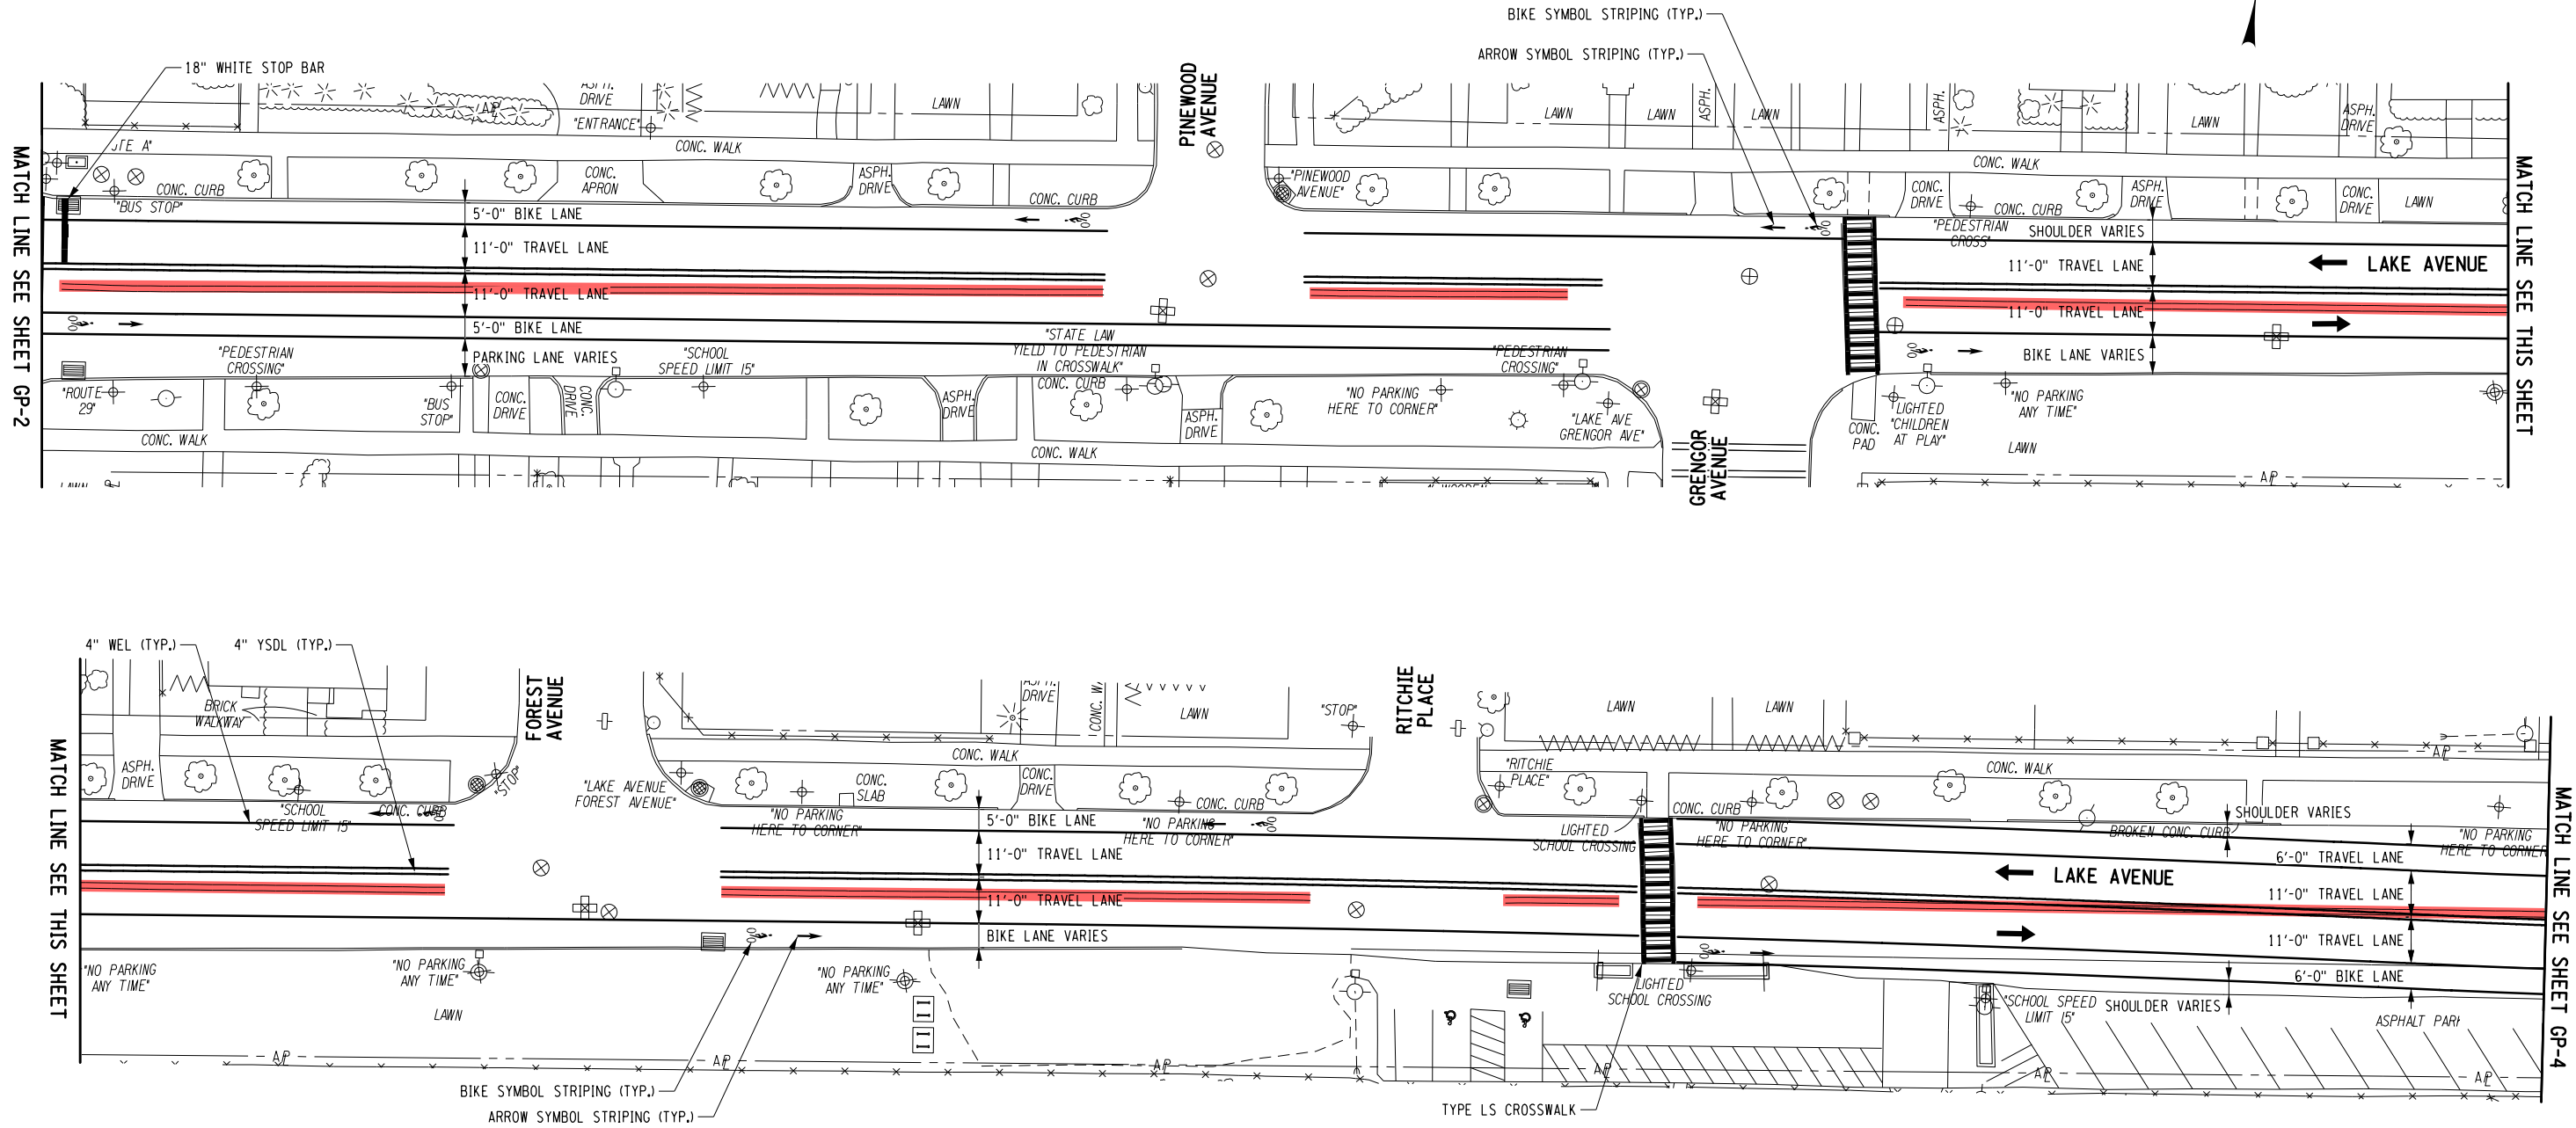 BIKE SYMBOL STRIPING (TYP.)
ARROW SYMBOL STRIPING (TYP.)
18" WHITE STOP BAR
PINEWOOD
AVENUE
MATCH LINE SEE SHEET GP-2
DRIVE
"ENTRANCE"
LAWN
CONC. WALK
CONC. CURB
"BUS STOP"
CONC.
APRON
ASPH.
DRIVE
CONC. CURB
"PINEWOOD
AVENUE"
LAWN
LAWN
ASPH.
LAWN
ASPH.
LAWN
ASPH.
DRIVE
CONC. WALK
CONC.
DRIVE
CONC. CURB
ASPH.
DRIVE
CONC.
DRIVE
LAWN
MATCH LINE SEE THIS SHEET
5'-0" BIKE LANE
11'-0" TRAVEL LANE
11'-0" TRAVEL LANE
5'-0" BIKE LANE
PARKING LANE VARIES
"PEDESTRIAN
CROSS"
SHOULDER VARIES
11'-0" TRAVEL LANE
11'-0" TRAVEL LANE
BIKE LANE VARIES
LAKE AVENUE
"PEDESTRIAN
CROSSING"
"SCHOOL
SPEED LIMIT 15"
"STATE LAW
YIELD TO PEDESTRIAN
IN CROSSWALK"
CONC. CURB
"PEDESTRIAN
CROSSING"
"ROUTE
29"
"BUS
STOP"
CONC.
DRIVE
CONC.
DRIVE
ASPH.
DRIVE
ASPH.
DRIVE
"NO PARKING
HERE TO CORNER"
"LAKE AVE
GRENGOR AVE"
GRENGOR
AVENUE
CONC.
PAD
LIGHTED
"CHILDREN
AT PLAY"
"NO PARKING
ANY TIME"
LAWN
CONC. WALK
CONC. WALK
4" WEL (TYP.)
4" YSDL (TYP.)
MATCH LINE SEE THIS SHEET
BRICK
WALKWAY
ASPH.
DRIVE
"SCHOOL
SPEED LIMIT 15"
CONC. CURB
FOREST
AVENUE
"STOP"
"LAKE AVENUE
FOREST AVENUE"
DRIVE
LAWN
"STOP"
CONC. WALK
CONC.
SLAB
CONC.
DRIVE
CONC. CURB
"NO PARKING
HERE TO CORNER"
"NO PARKING
HERE TO CORNER"
5'-0" BIKE LANE
11'-0" TRAVEL LANE
11'-0" TRAVEL LANE
BIKE LANE VARIES
RITCHIE
PLACE
LAWN
LAWN
"RITCHIE
PLACE"
CONC. WALK
LIGHTED
SCHOOL CROSSING
CONC. CURB
"NO PARKING
HERE TO CORNER"
SHOULDER VARIES
BROKEN CONC. CURB
"NO PARKING
HERE TO CORNER
6'-0" TRAVEL LANE
LAKE AVENUE
11'-0" TRAVEL LANE
11'-0" TRAVEL LANE
6'-0" BIKE LANE
SHOULDER VARIES
MATCH LINE SEE SHEET GP-4
"NO PARKING
ANY TIME"
"NO PARKING
ANY TIME"
"NO PARKING
ANY TIME"
LAWN
LIGHTED
SCHOOL CROSSING
"SCHOOL SPEED
LIMIT 15"
BIKE SYMBOL STRIPING (TYP.)
ARROW SYMBOL STRIPING (TYP.)
TYPE LS CROSSWALK